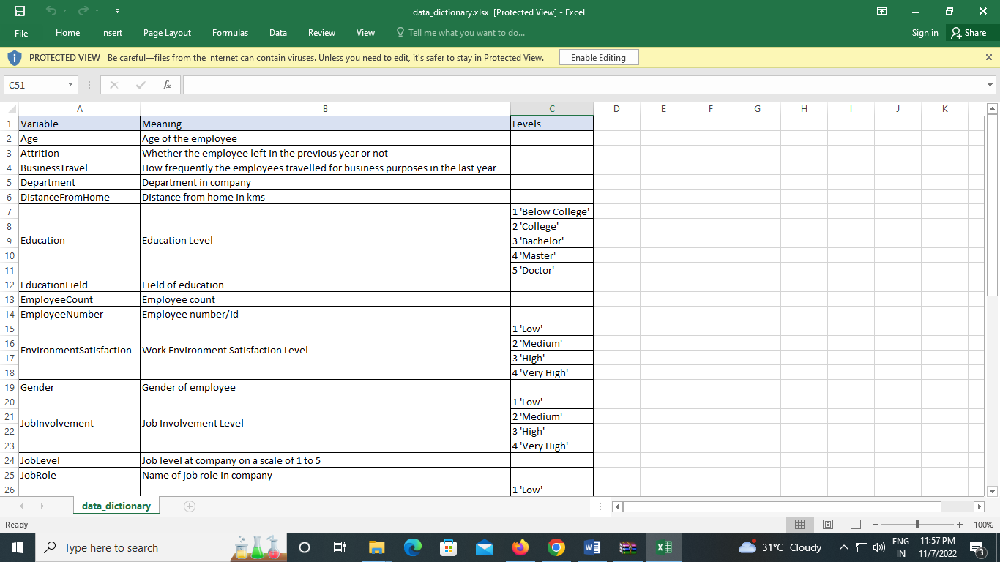 data_dictionary.xlsx [Protected View] - Excel
File Home Insert Page Layout Formulas Data Review View Tell me what you want to do... Sign in Share
PROTECTED VIEW Be careful—files from the Internet can contain viruses. Unless you need to edit, it's safer to stay in Protected View. Enable Editing
C51 fx
A B C D E F G H I J K
1 Variable Meaning Levels
2 Age Age of the employee
3 Attrition Whether the employee left in the previous year or not
4 BusinessTravel How frequently the employees travelled for business purposes in the last year
5 Department Department in company
6 DistanceFromHome Distance from home in kms
7 1 'Below College'
8 2 'College'
9 Education Education Level 3 'Bachelor'
10 4 'Master'
11 5 'Doctor'
12 EducationField Field of education
13 EmployeeCount Employee count
14 EmployeeNumber Employee number/id
15 1 'Low'
16 2 'Medium'
EnvironmentSatisfaction Work Environment Satisfaction Level
17 3 'High'
18 4 'Very High'
19 Gender Gender of employee
20 1 'Low'
21 2 'Medium'
JobInvolvement Job Involvement Level
22 3 'High'
23 4 'Very High'
24 JobLevel Job level at company on a scale of 1 to 5
25 JobRole Name of job role in company
26 1 'Low'
data_dictionary
Ready 100%
Type here to search 31°C Cloudy ENG 11:57 PM
IN 11/7/2022 3